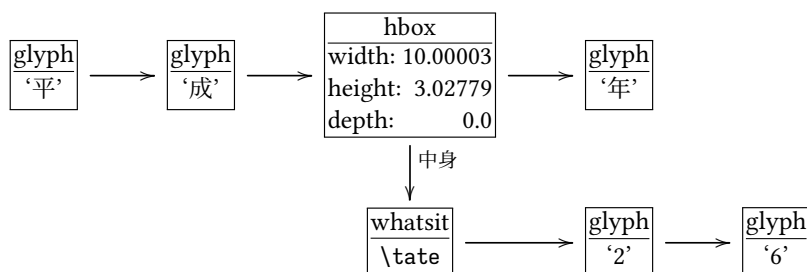 glyph
‘平’
glyph
‘成’
hbox
width: 10.00003
height: 3.02779
depth: 0.0
glyph
‘年’
中身
whatsit
\tate
glyph
‘2’
glyph
‘6’